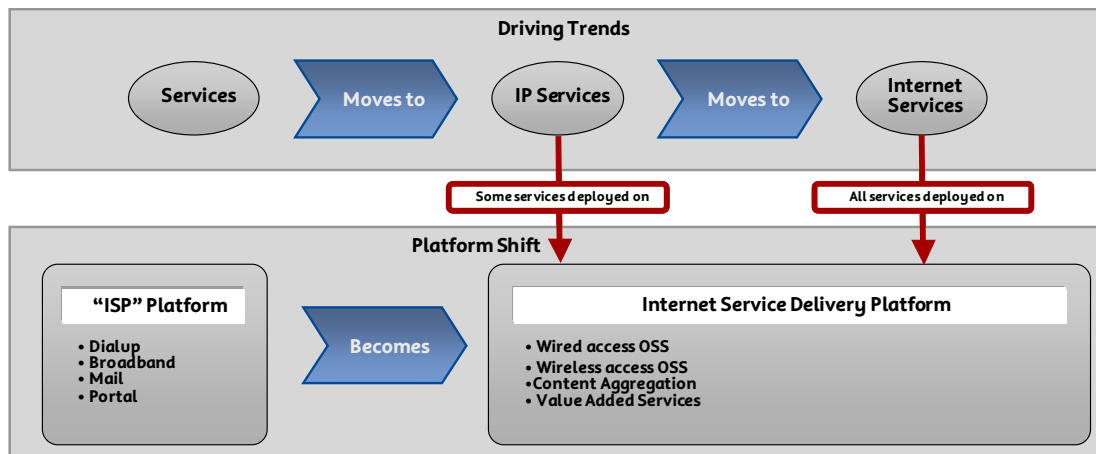 Driving Trends
Services
Moves to
IP Services
Moves to
Internet
Services
Some services deployed on
All services deployed on
Platform Shift
“ISP” Platform
• Dialup
• Broadband
• Mail
• Portal
Becomes
Internet Service Delivery Platform
• Wired access OSS
• Wireless access OSS
•Content Aggregation
• Value Added Services